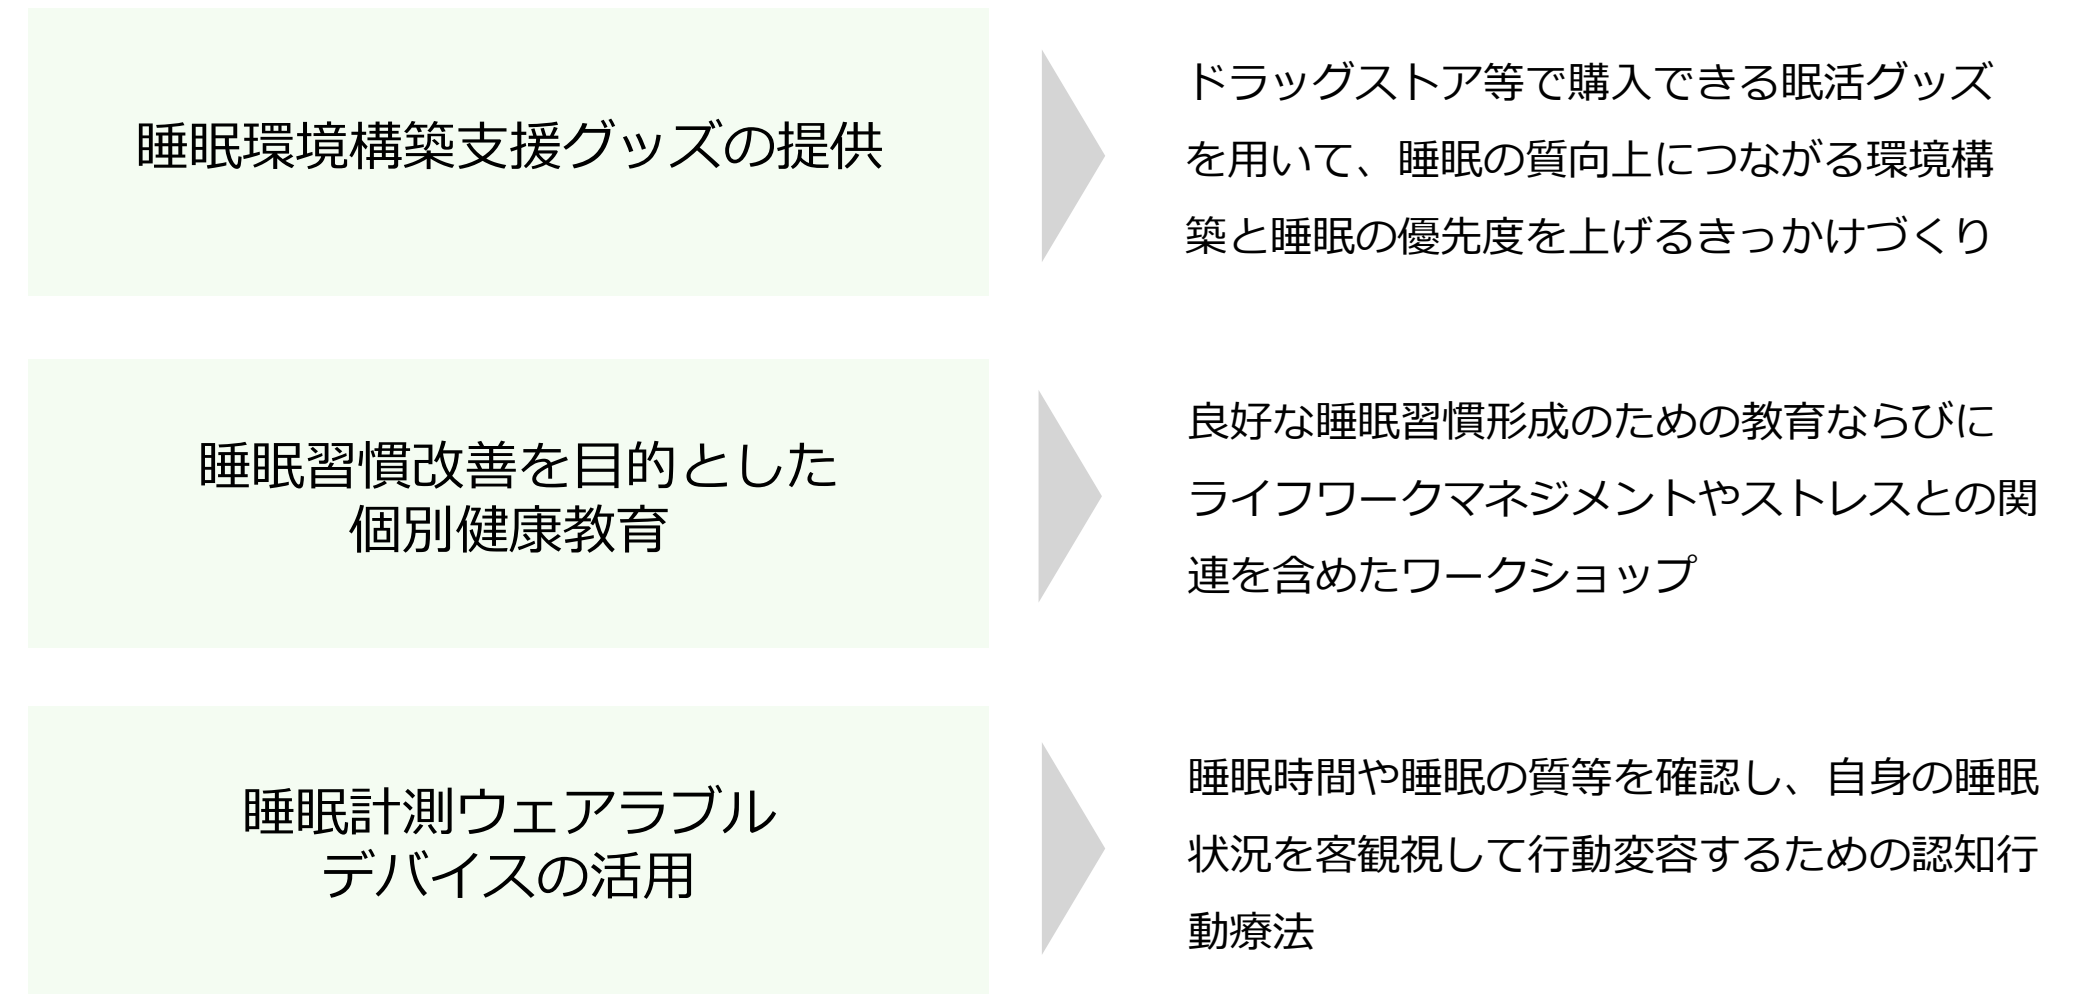 睡眠環境構築支援グッズの提供
ドラッグストア等で購入できる眠活グッズ
を用いて、睡眠の質向上につながる環境構
築と睡眠の優先度を上げるきっかけづくり
睡眠習慣改善を目的とした
個別健康教育
良好な睡眠習慣形成のための教育ならびに
ライフワークマネジメントやストレスとの関
連を含めたワークショップ
睡眠計測ウェアラブル
デバイスの活用
睡眠時間や睡眠の質等を確認し、自身の睡眠
状況を客観視して行動変容するための認知行
動療法